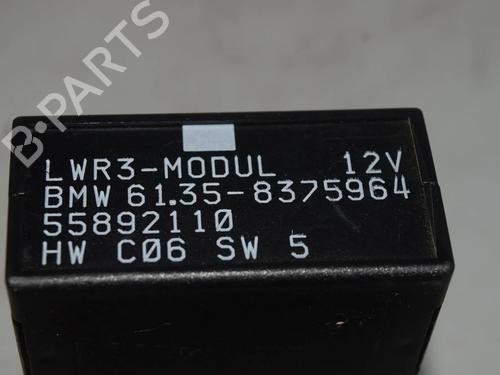 B-PARTS
LWR3-MODUL 12V
BMW 61.35-8375964
55892110
HW C06 SW 5